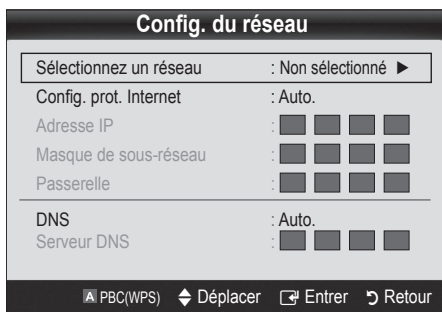 Config. du réseau
Sélectionnez un réseau : Non sélectionné ►
Config. prot. Internet : Auto.
Adresse IP :
Masque de sous-réseau :
Passerelle :
DNS : Auto.
Serveur DNS :
A PBC(WPS) Déplacer Entrer Retour